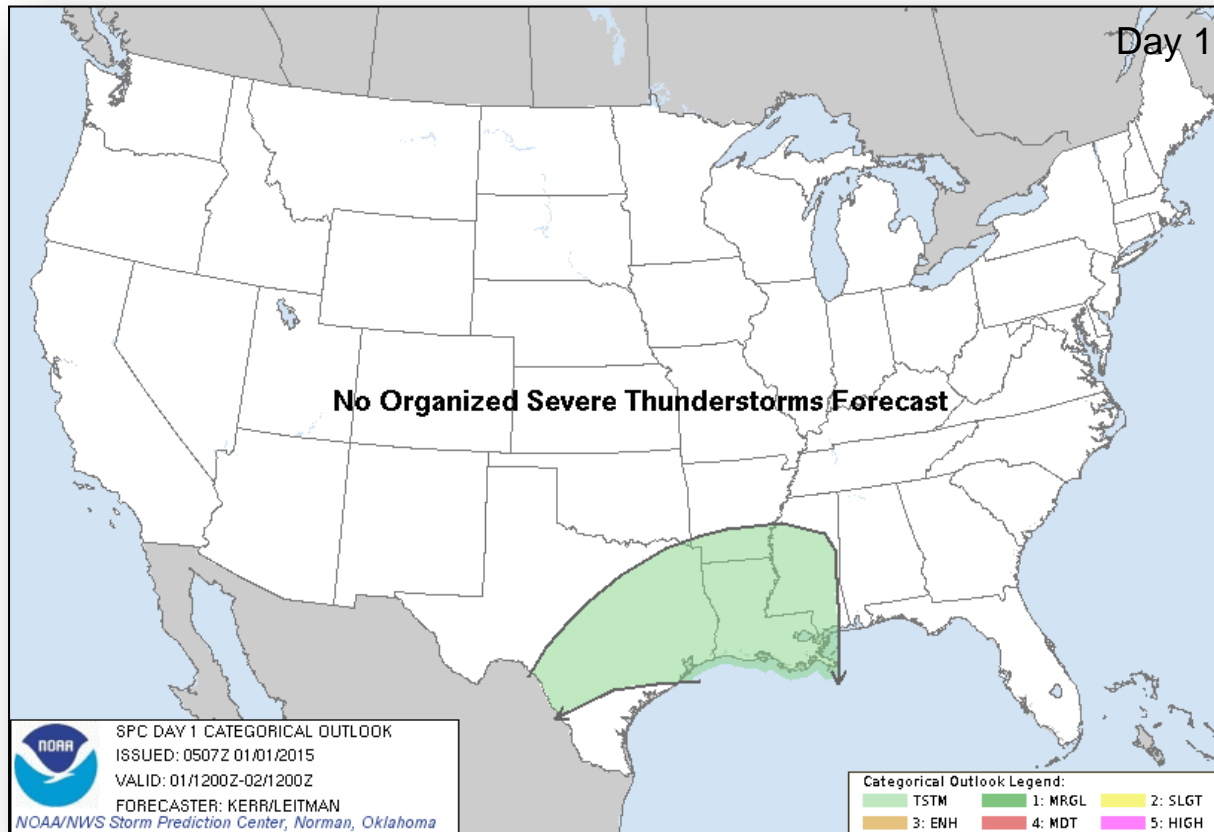 Day 1
No Organized Severe Thunderstorms Forecast
NOAA
SPC DAY 1 CATEGORICAL OUTLOOK
ISSUED: 0507Z 01/01/2015
VALID: 01/1200Z-02/1200Z
FORECASTER: KERR/LEITMAN
NOAA/NWS Storm Prediction Center, Norman, Oklahoma
Categorical Outlook Legend:
TSTM 1: MRGL 2: SLGT
3: ENH 4: MDT 5: HIGH